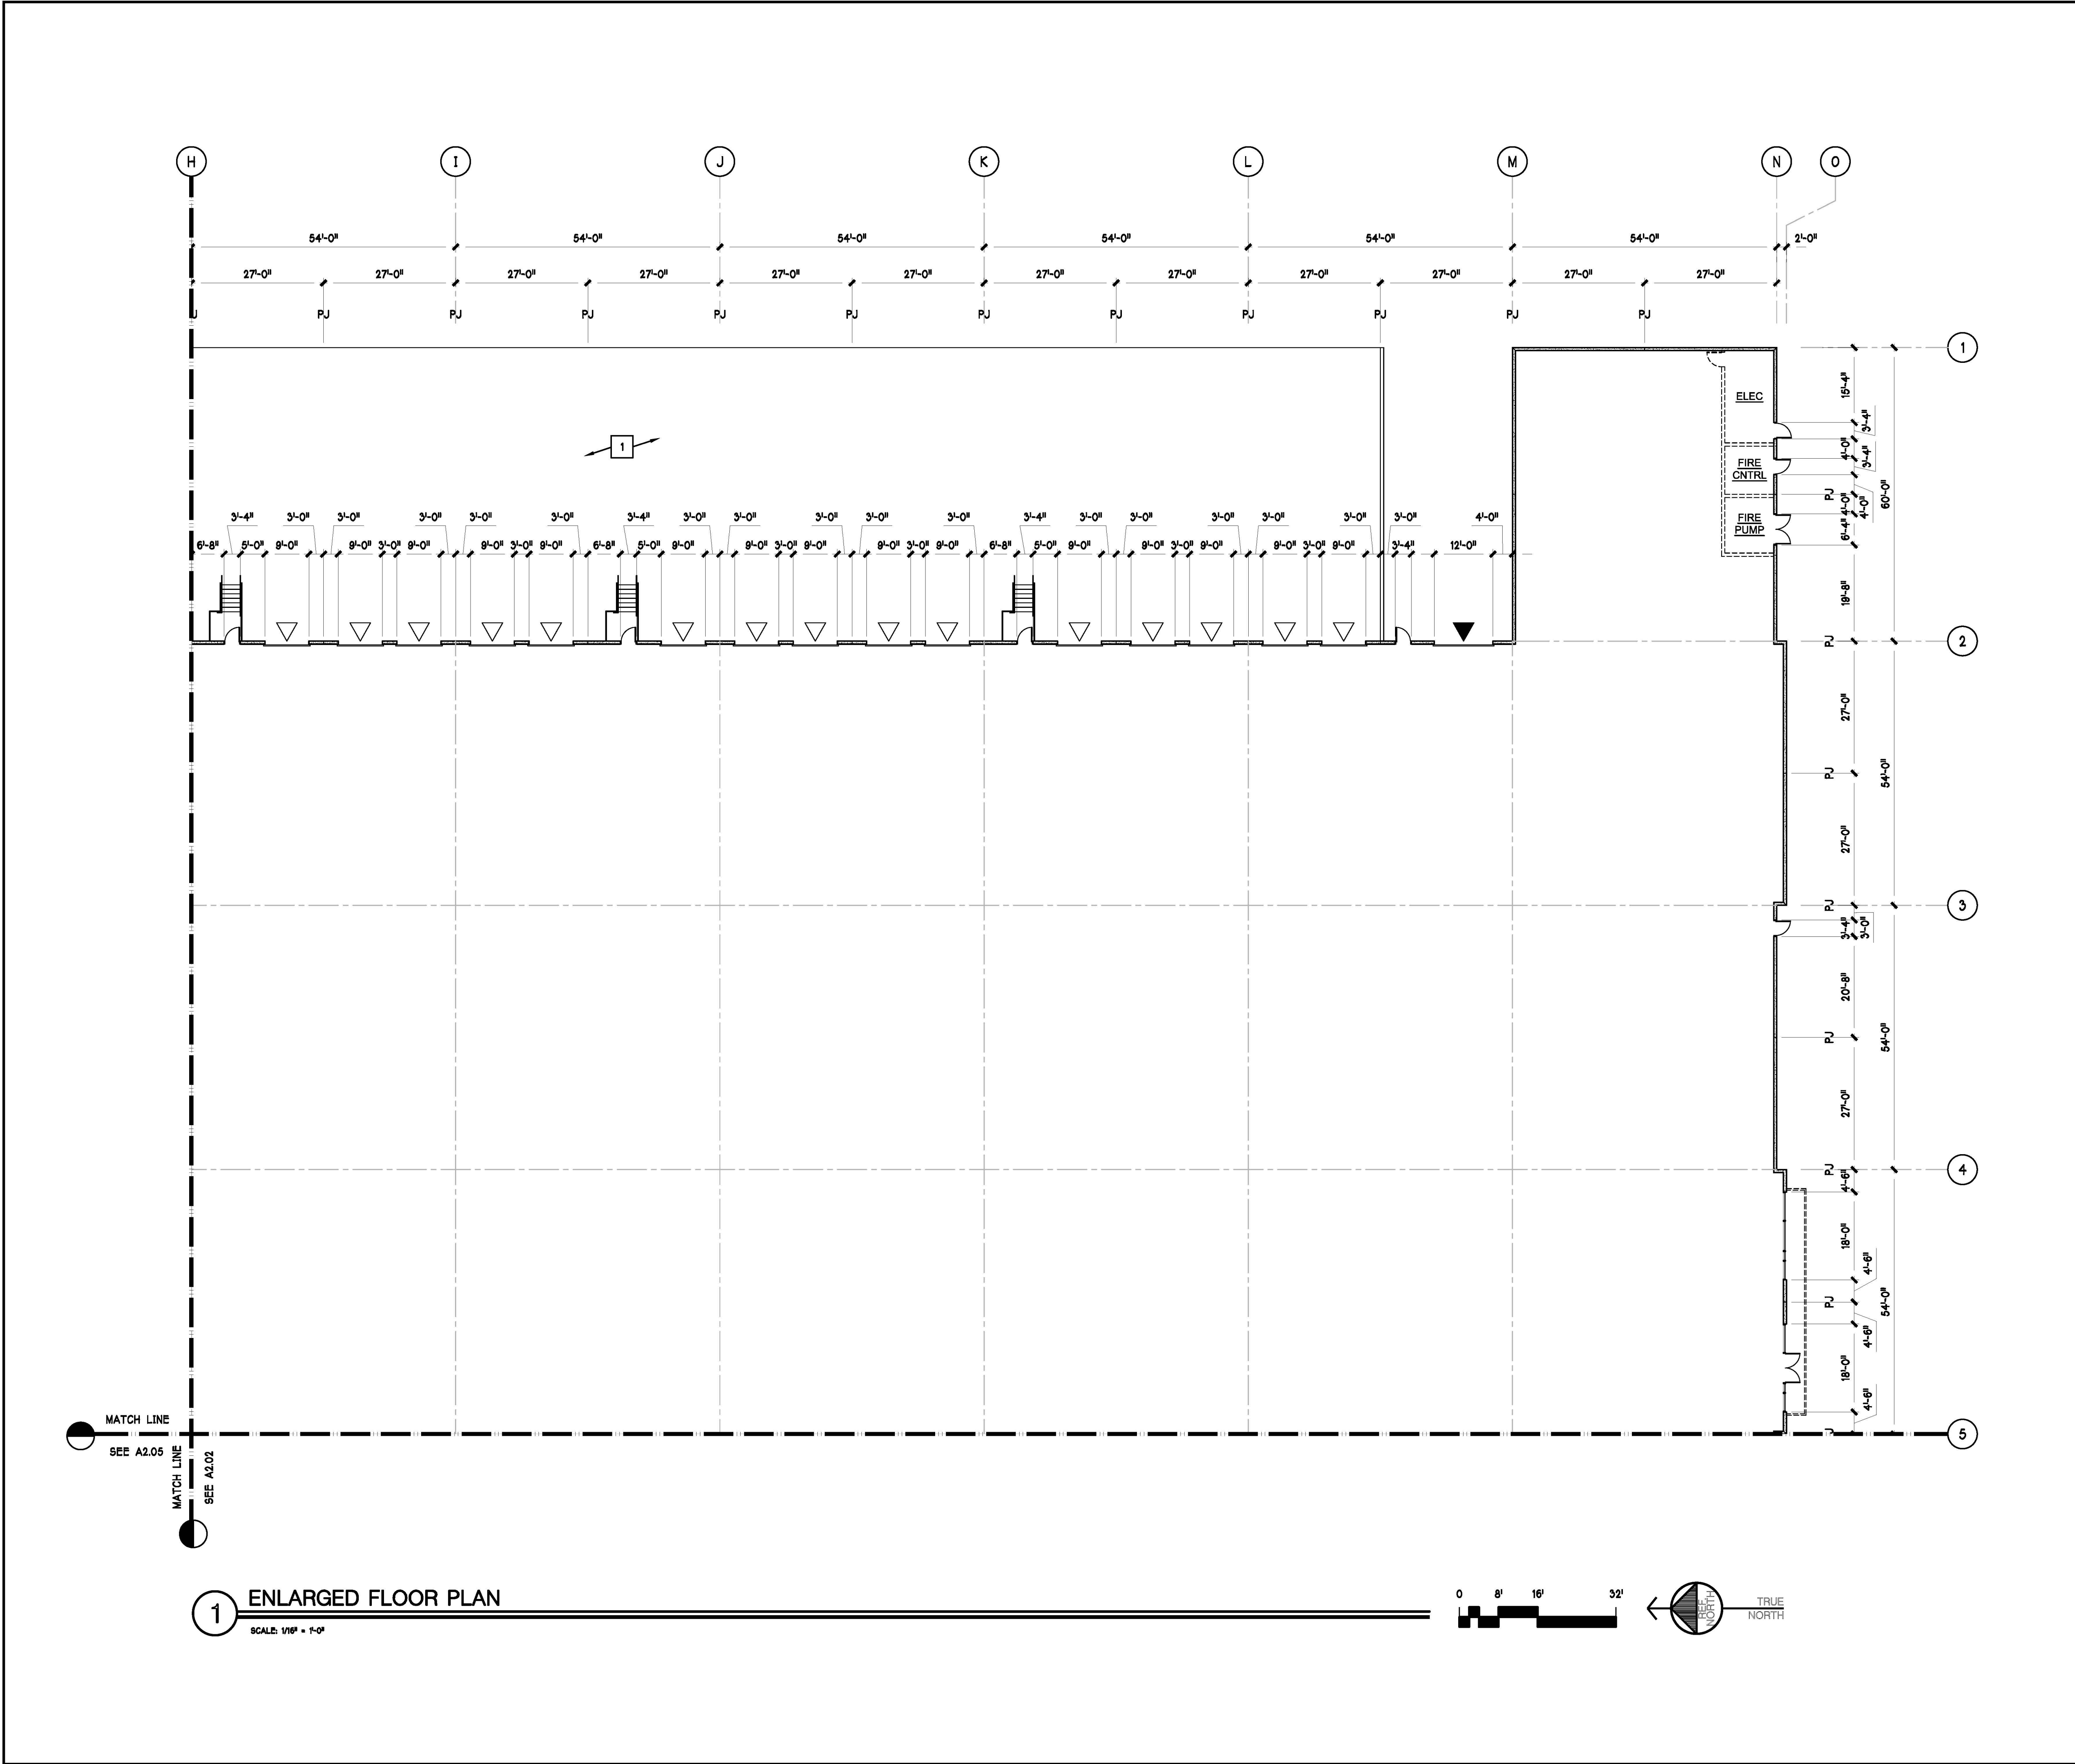 H I J K L M N O
54'-0" 54'-0" 54'-0" 54'-0" 54'-0" 54'-0" 2'-0"
27'-0" 27'-0" 27'-0" 27'-0" 27'-0" 27'-0" 27'-0" 27'-0" 27'-0" 27'-0" 27'-0" 27'-0"
J PJ PJ PJ PJ PJ PJ PJ PJ PJ PJ PJ
1
15'-4"
ELEC
3'-4"
1
4'-0"
3'-4"
FIRE
CNTRL
PJ
4'-0"
60'-0"
3'-4" 3'-0" 3'-0" 3'-0" 3'-0" 3'-0" 3'-4" 3'-0" 3'-0" 3'-0" 3'-0" 3'-0" 3'-4" 3'-0" 3'-0" 3'-0" 3'-0" 3'-0" 3'-0" 4'-0"
FIRE
PUMP
4'-0"
6'-4"
6'-8" 5'-0" 9'-0" 9'-0" 3'-0" 9'-0" 9'-0" 3'-0" 9'-0" 6'-8" 5'-0" 9'-0" 9'-0" 3'-0" 9'-0" 9'-0" 3'-0" 9'-0" 6'-8" 5'-0" 9'-0" 9'-0" 3'-0" 9'-0" 9'-0" 3'-0" 9'-0" 3'-4" 12'-0"
19'-8"
PJ
2
27'-0"
PJ
54'-0"
27'-0"
PJ
3
3'-4"
3'-0"
20'-8"
PJ
54'-0"
27'-0"
PJ
4
4'-6"
18'-0"
4'-6"
PJ
54'-0"
4'-6"
18'-0"
4'-6"
J
5
MATCH LINE
SEE A2.05
MATCH LINE
SEE A2.02
1
ENLARGED FLOOR PLAN
SCALE: 1/16" = 1'-0"
0 8' 16' 32'
REF.
NORTH
TRUE
NORTH